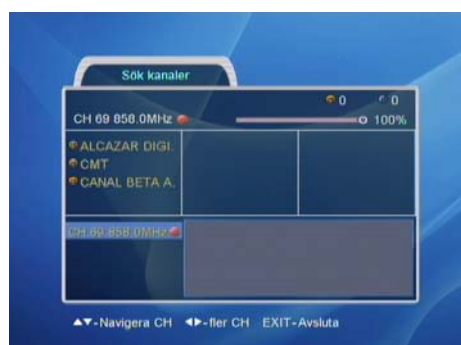 Sök kanaler
0 0
CH 69 858.0MHz 100%
ALCAZAR DIGI.
CMT
CANAL BETA A.
CH 69 858.0MHz
▲▼-Navigera CH ◀▶-fler CH EXIT-Avsluta